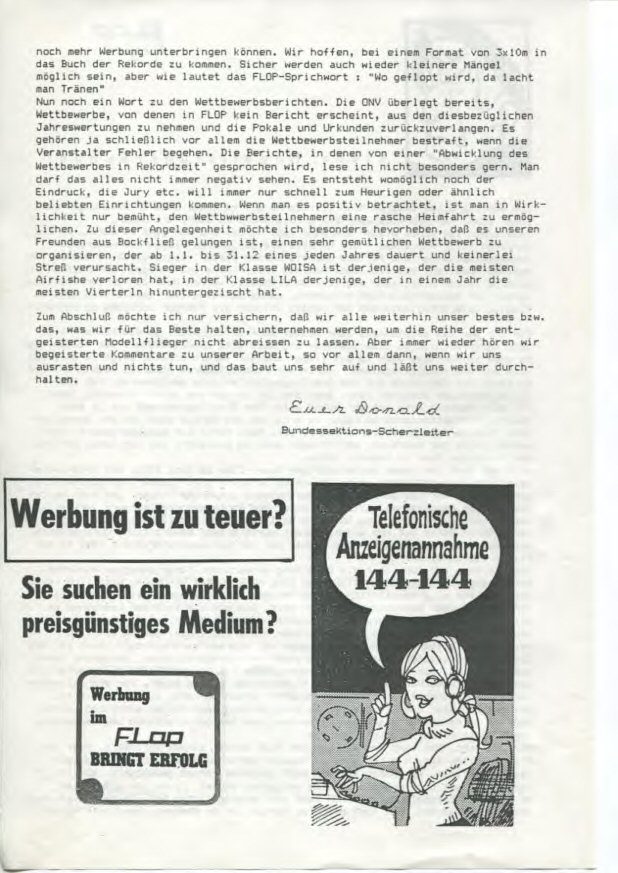 noch mehr Werbung unterbringen können. Wir hoffen, bei einem Format von 3x10m in
das Buch der Rekorde zu kommen. Sicher werden auch wieder kleinere Mängel
möglich sein, aber wie lautet das FLOP-Sprichwort : "Wo geflopt wird, da lacht
man Tränen"
Nun noch ein Wort zu den Wettbewerbsberichten. Die ONV überlegt bereits,
Wettbewerbe, von denen in FLOP kein Bericht erscheint, aus den diesbezüglichen
Jahreswertungen zu nehmen und die Pokale und Urkunden zurückzuverlangen. Es
gehören ja schließlich vor allem die Wettbewerbsteilnehmer bestraft, wenn die
Veranstalter Fehler begehen. Die Berichte, in denen von einer "Abwicklung des
Wettbewerbes in Rekordzeit" gesprochen wird, lese ich nicht besonders gern. Man
darf das alles nicht immer negativ sehen. Es entsteht womöglich noch der
Eindruck, die Jury etc. will immer nur schnell zum Heurigen oder ähnlich
beliebten Einrichtungen kommen. Wenn man es positiv betrachtet, ist man in Wirk-
lichkeit nur bemüht, den Wettbwwerbsteilnehmern eine rasche Heimfahrt zu ermög-
lichen. Zu dieser Angelegenheit möchte ich besonders hevorheben, daß es unseren
Freunden aus Bockfließ gelungen ist, einen sehr gemütlichen Wettbewerb zu
organisieren, der ab 1.1. bis 31.12 eines jeden Jahres dauert und keinerlei
Streß verursacht. Sieger in der Klasse WOISA ist derjenige, der die meisten
Airfishe verloren hat, in der Klasse LILA derjenige, der in einem Jahr die
meisten Vierterln hinuntergezischt hat.
Zum Abschluß möchte ich nur versichern, daß wir alle weiterhin unser bestes bzw.
das, was wir für das Beste halten, unternehmen werden, um die Reihe der ent-
geisterten Modellflieger nicht abreissen zu lassen. Aber immer wieder hören wir
begeisterte Kommentare zu unserer Arbeit, so vor allem dann, wenn wir uns
ausrasten und nichts tun, und das baut uns sehr auf und läßt uns weiter durch-
halten.
Euer Donald
Bundessektions-Scherzleiter
Werbung ist zu teuer?
Sie suchen ein wirklich
preisgünstiges Medium?
Werbung
im
FLOP
BRINGT ERFOLG
Telefonische
Anzeigenannahme
144-144